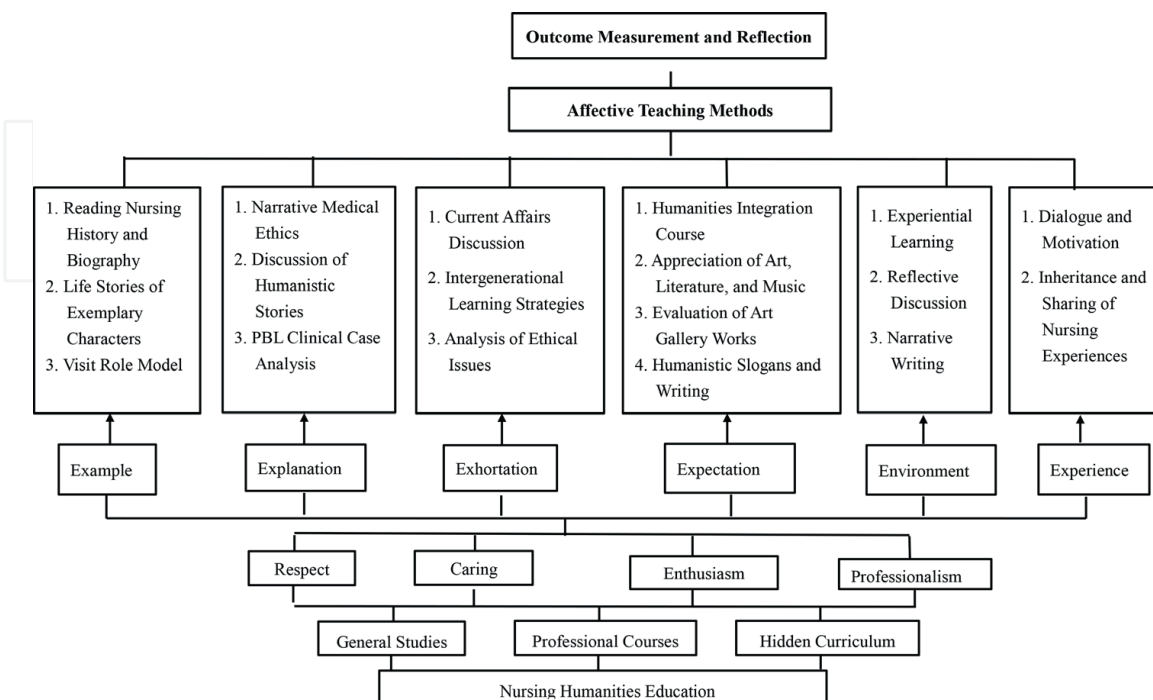 Outcome Measurement and Reflection
Affective Teaching Methods
1. Reading Nursing
History and
Biography
2. Life Stories of
Exemplary
Characters
3. Visit Role Model
1. Narrative Medical
Ethics
2. Discussion of
Humanistic
Stories
3. PBL Clinical Case
Analysis
1. Current Affairs
Discussion
2. Intergenerational
Learning Strategies
3. Analysis of Ethical
Issues
1. Humanities Integration
Course
2. Appreciation of Art,
Literature, and Music
3. Evaluation of Art
Gallery Works
4. Humanistic Slogans and
Writing
1. Experiential
Learning
2. Reflective
Discussion
3. Narrative
Writing
1. Dialogue and
Motivation
2. Inheritance and
Sharing of
Nursing
Experiences
Example
Explanation
Exhortation
Expectation
Environment
Experience
Respect
Caring
Enthusiasm
Professionalism
General Studies
Professional Courses
Hidden Curriculum
Nursing Humanities Education